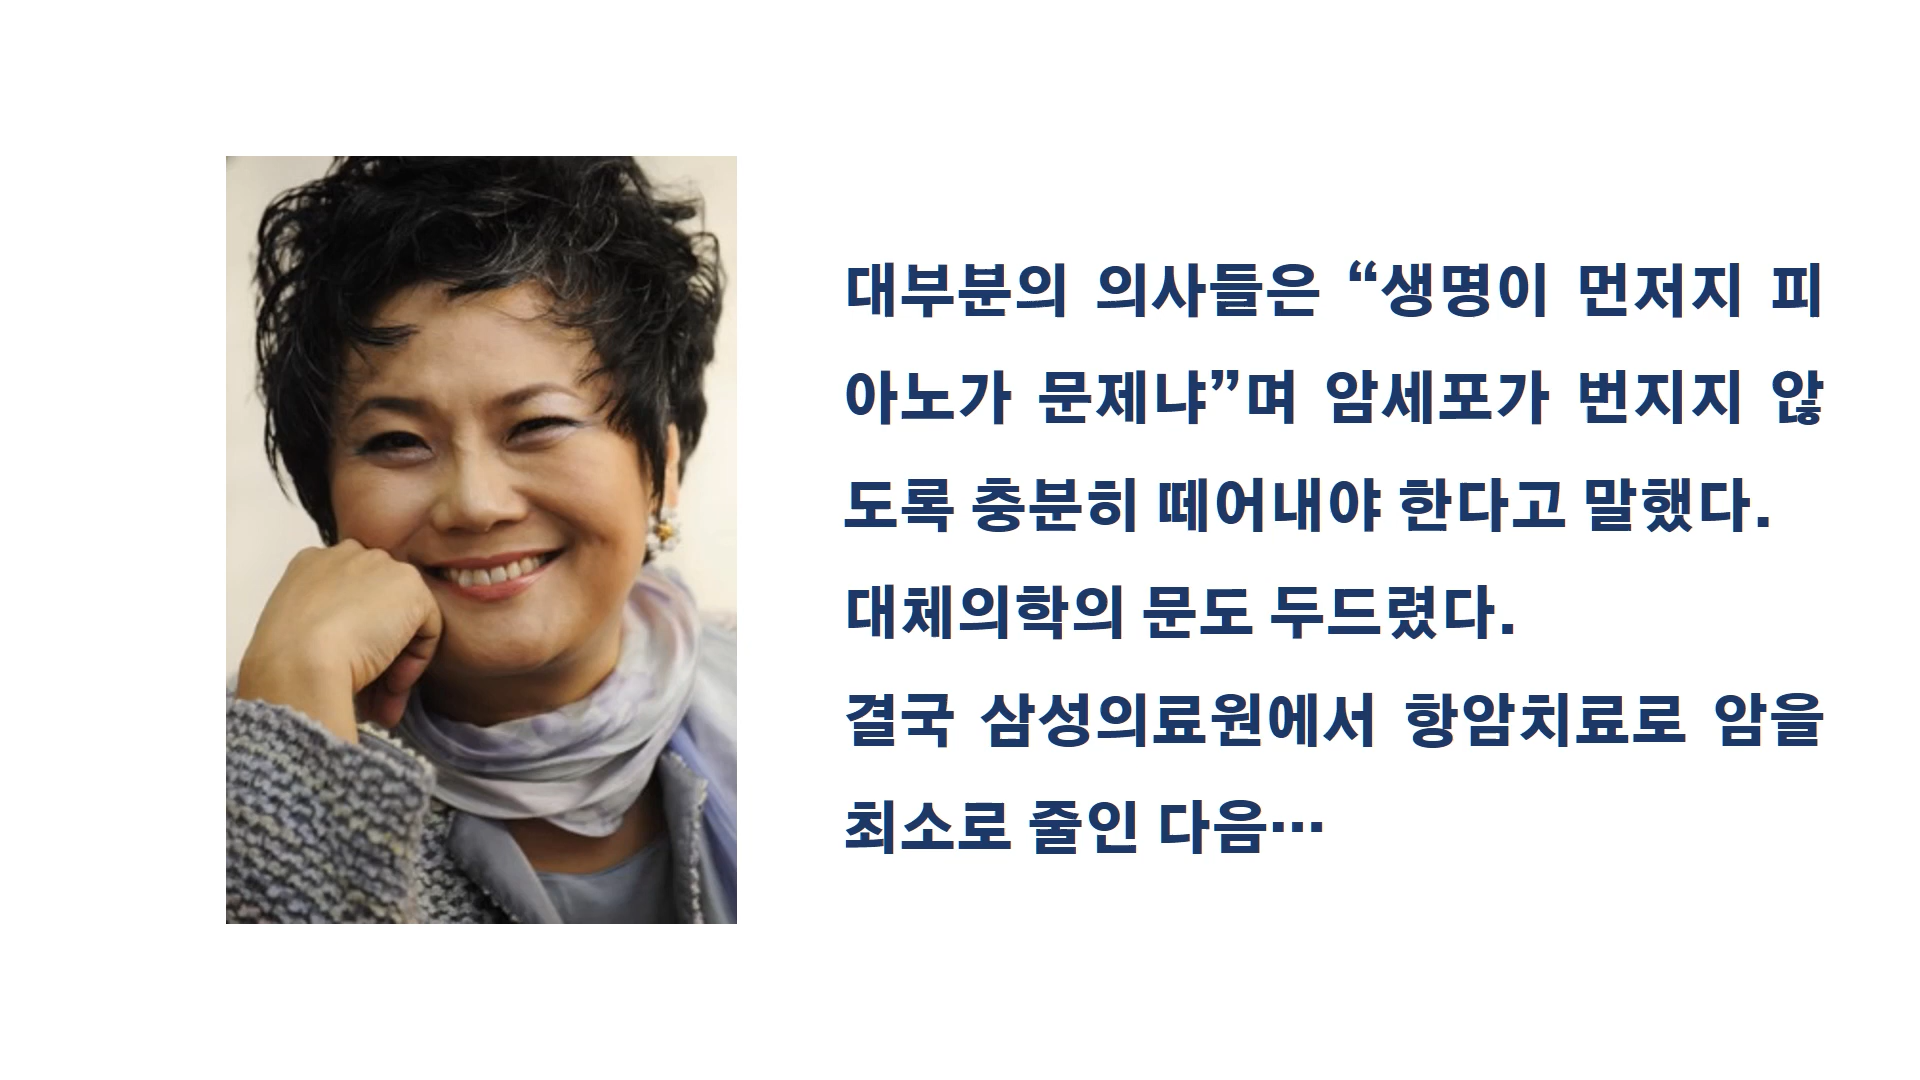 대부분의 의사들은 “생명이 먼저지 피
아노가 문제냐”며 암세포가 번지지 않
도록 충분히 떼어내야 한다고 말했다.
대체의학의 문도 두드렸다.
결국 삼성의료원에서 항암치료로 암을
최소로 줄인 다음…